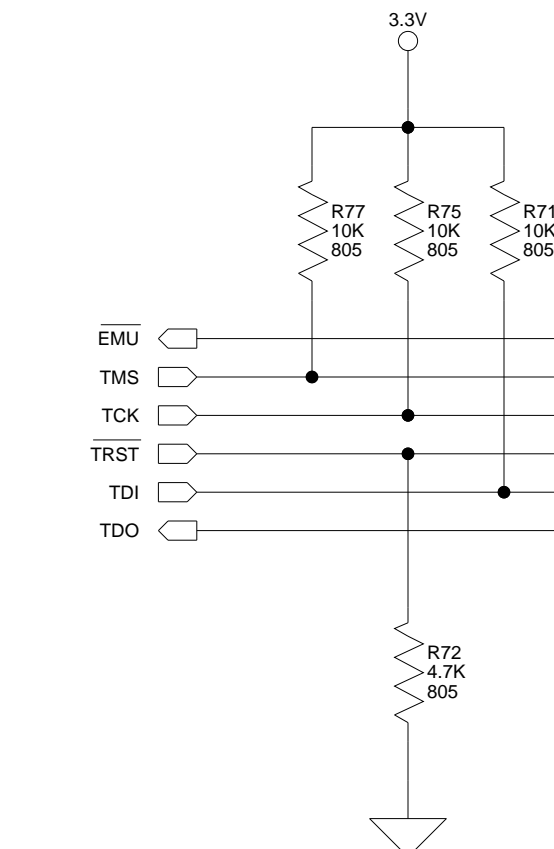 3.3V
R77
10K
805
R75
10K
805
R71
10K
805
EMU
TMS
TCK
TRST
TDI
TDO
R72
4.7K
805